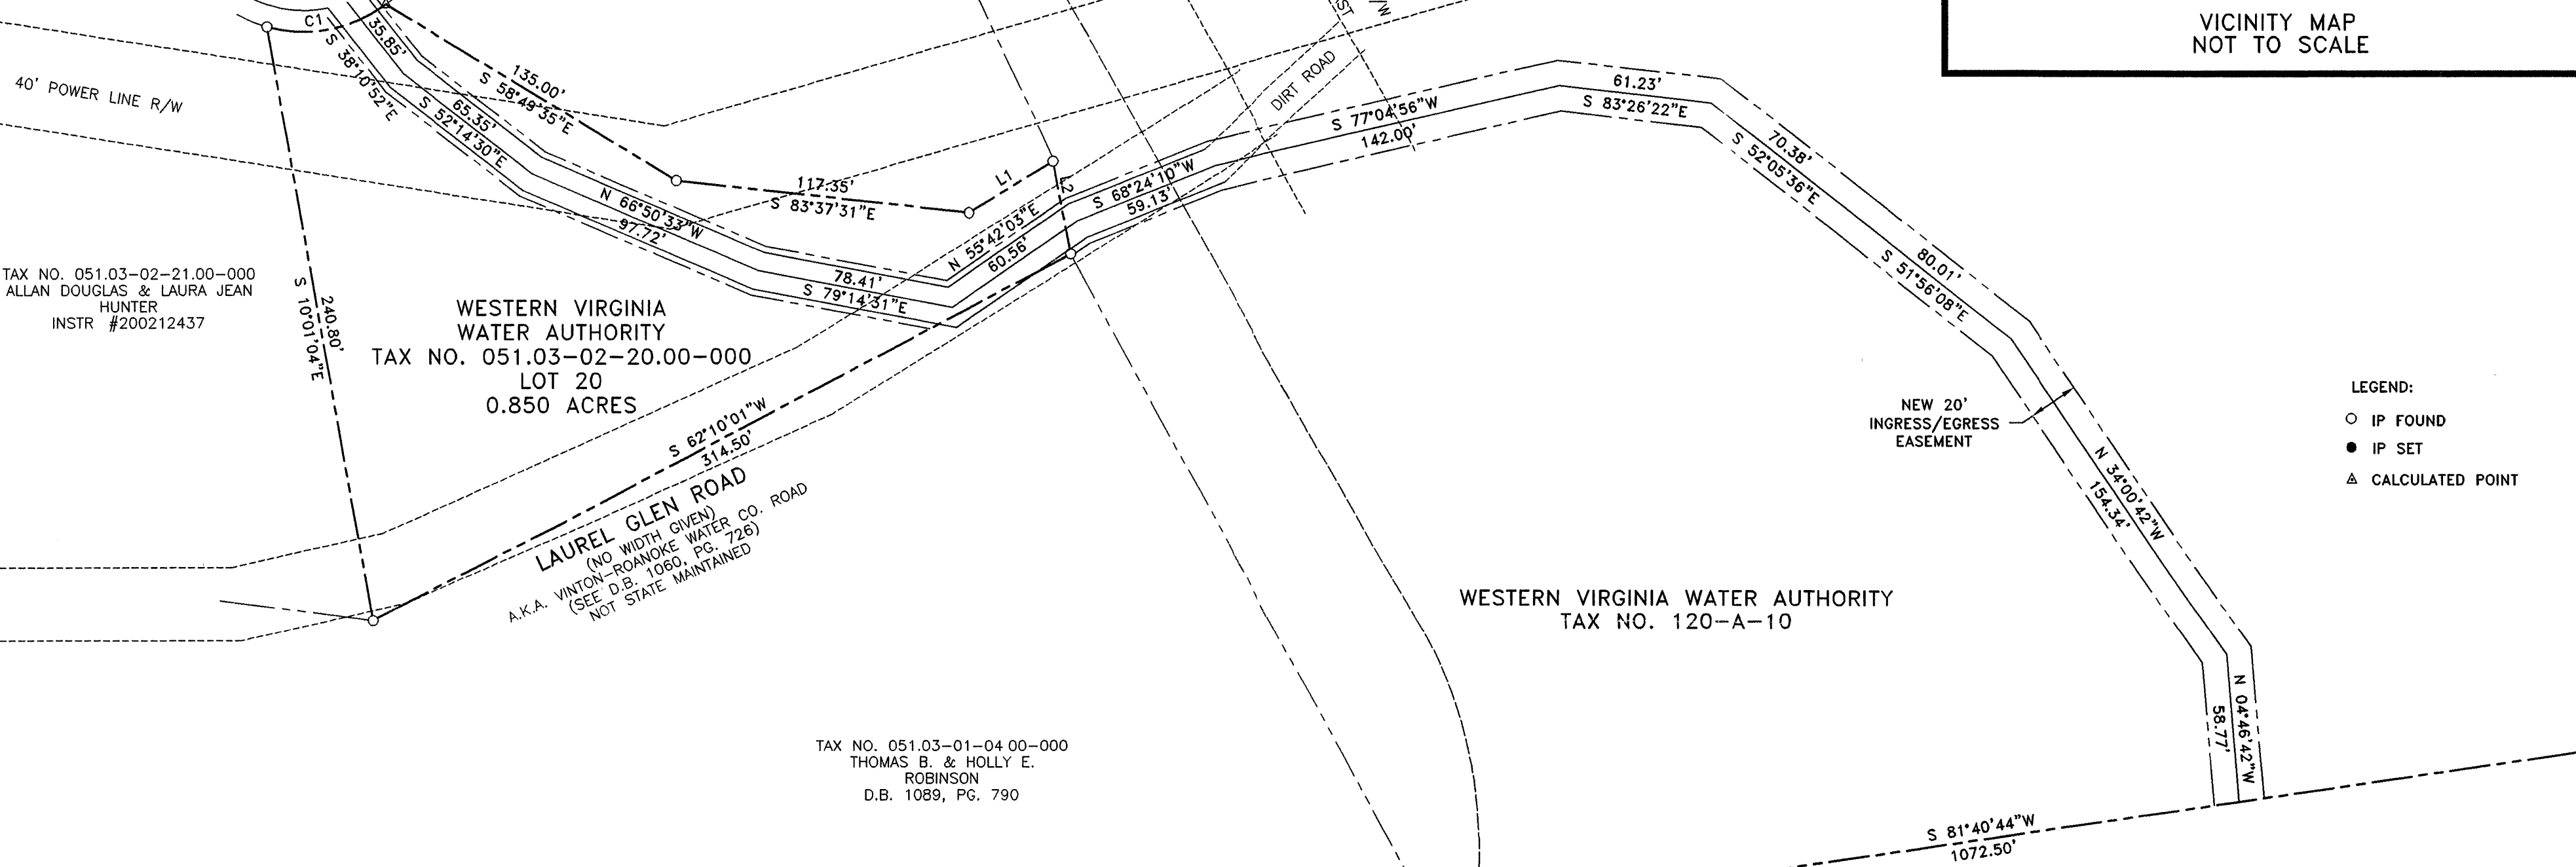 VICINITY MAP
NOT TO SCALE
C1
35.85'
S 38°10'52"E
40' POWER LINE R/W
135.00'
S 58°49'35"E
65.35'
S 52°14'30"E
N 66°50'33"W
97.72'
117.35'
S 83°37'31"E
L1
L2
78.41'
S 79°14'31"E
N 55°42'03"E
60.56'
S 68°24'10"W
59.13'
ST
/W
DIRT ROAD
S 77°04'56"W
142.00'
61.23'
S 83°26'22"E
70.38'
S 52°05'36"E
80.01'
S 51°56'08"E
TAX NO. 051.03-02-21.00-000
ALLAN DOUGLAS & LAURA JEAN
HUNTER
INSTR #200212437
240.80'
S 10°01'04"E
WESTERN VIRGINIA
WATER AUTHORITY
TAX NO. 051.03-02-20.00-000
LOT 20
0.850 ACRES
S 62°10'01"W
314.50'
LAUREL GLEN ROAD
(NO WIDTH GIVEN)
A.K.A. VINTON-ROANOKE WATER CO. ROAD
(SEE D.B. 1060, PG. 726)
NOT STATE MAINTAINED
NEW 20'
INGRESS/EGRESS
EASEMENT
LEGEND:
IP FOUND
IP SET
CALCULATED POINT
N 34°00'42"W
154.34'
WESTERN VIRGINIA WATER AUTHORITY
TAX NO. 120-A-10
N 04°46'42"W
58.77'
TAX NO. 051.03-01-04 00-000
THOMAS B. & HOLLY E.
ROBINSON
D.B. 1089, PG. 790
S 81°40'44"W
1072.50'